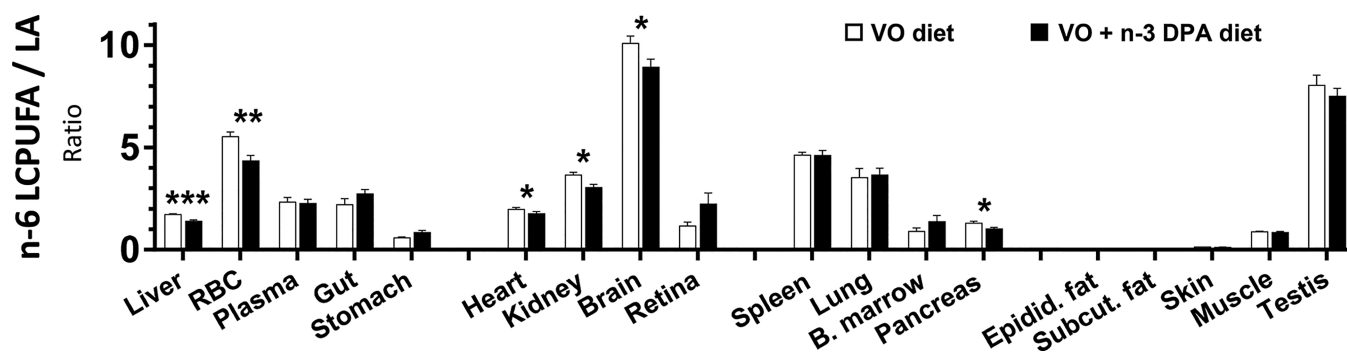 n-6 LCPUFA / LA
Ratio
10
5
0
VO diet
VO + n-3 DPA diet
***
**
*
*
*
*
Liver
RBC
Plasma
Gut
Stomach
Heart
Kidney
Brain
Retina
Spleen
Lung
B. marrow
Pancreas
Epidid. fat
Subcut. fat
Skin
Muscle
Testis